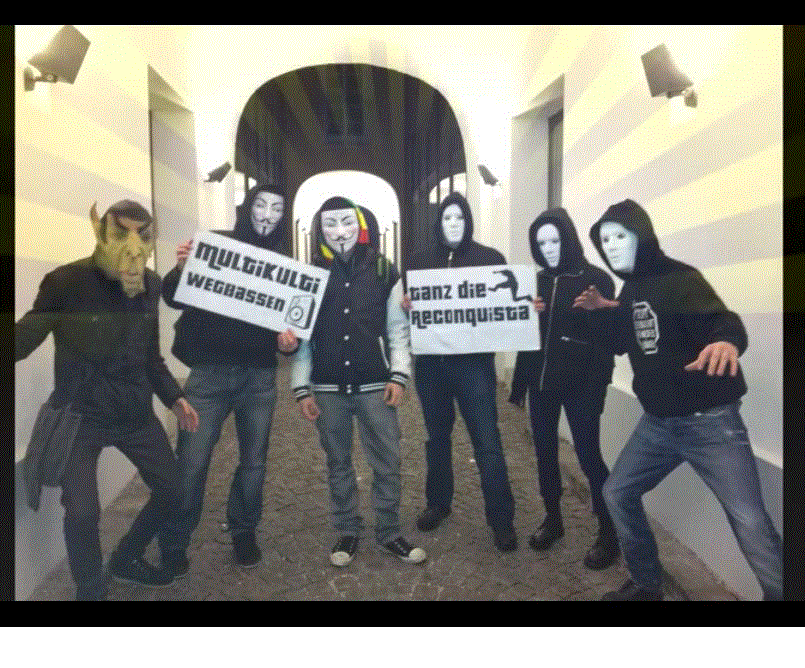 MULTIKULTI
WEGBASSEN
tanz die
Reconquista